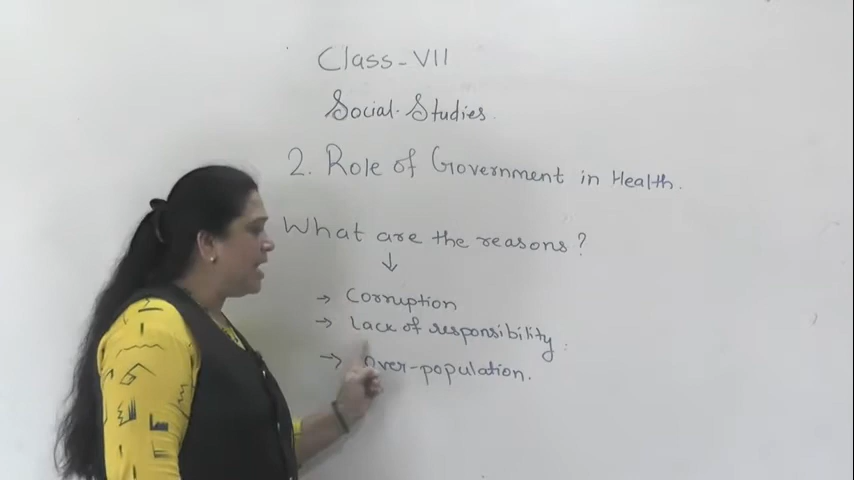 Class-VII
Social Studies
2. Role of Government in Health.
What are the reasons?
↓
→ Corruption
→ Lack of responsibility.
→ Over-population.